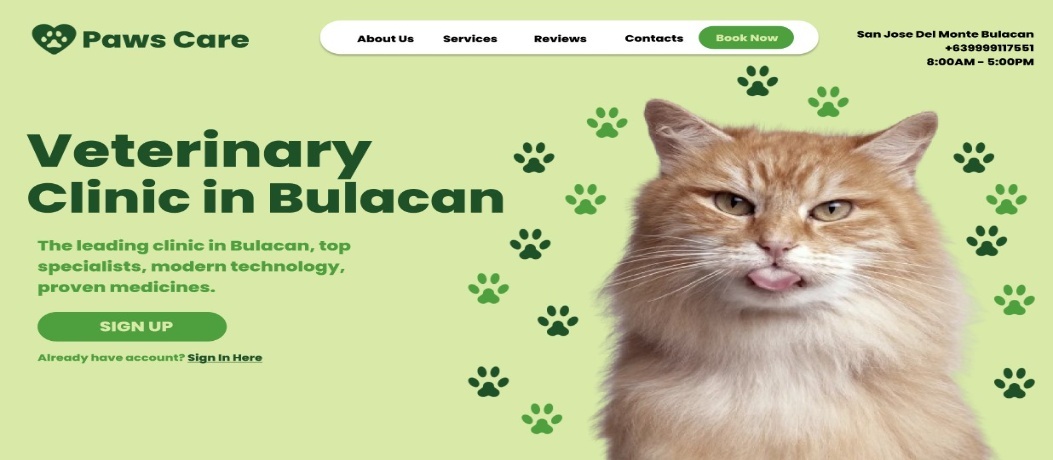 Paws Care
About Us
Services
Reviews
Contacts
Book Now
San Jose Del Monte Bulacan
+639999117551
8:00AM - 5:00PM
Veterinary
Clinic in Bulacan
The leading clinic in Bulacan, top
specialists, modern technology,
proven medicines.
SIGN UP
Already have account? Sign In Here